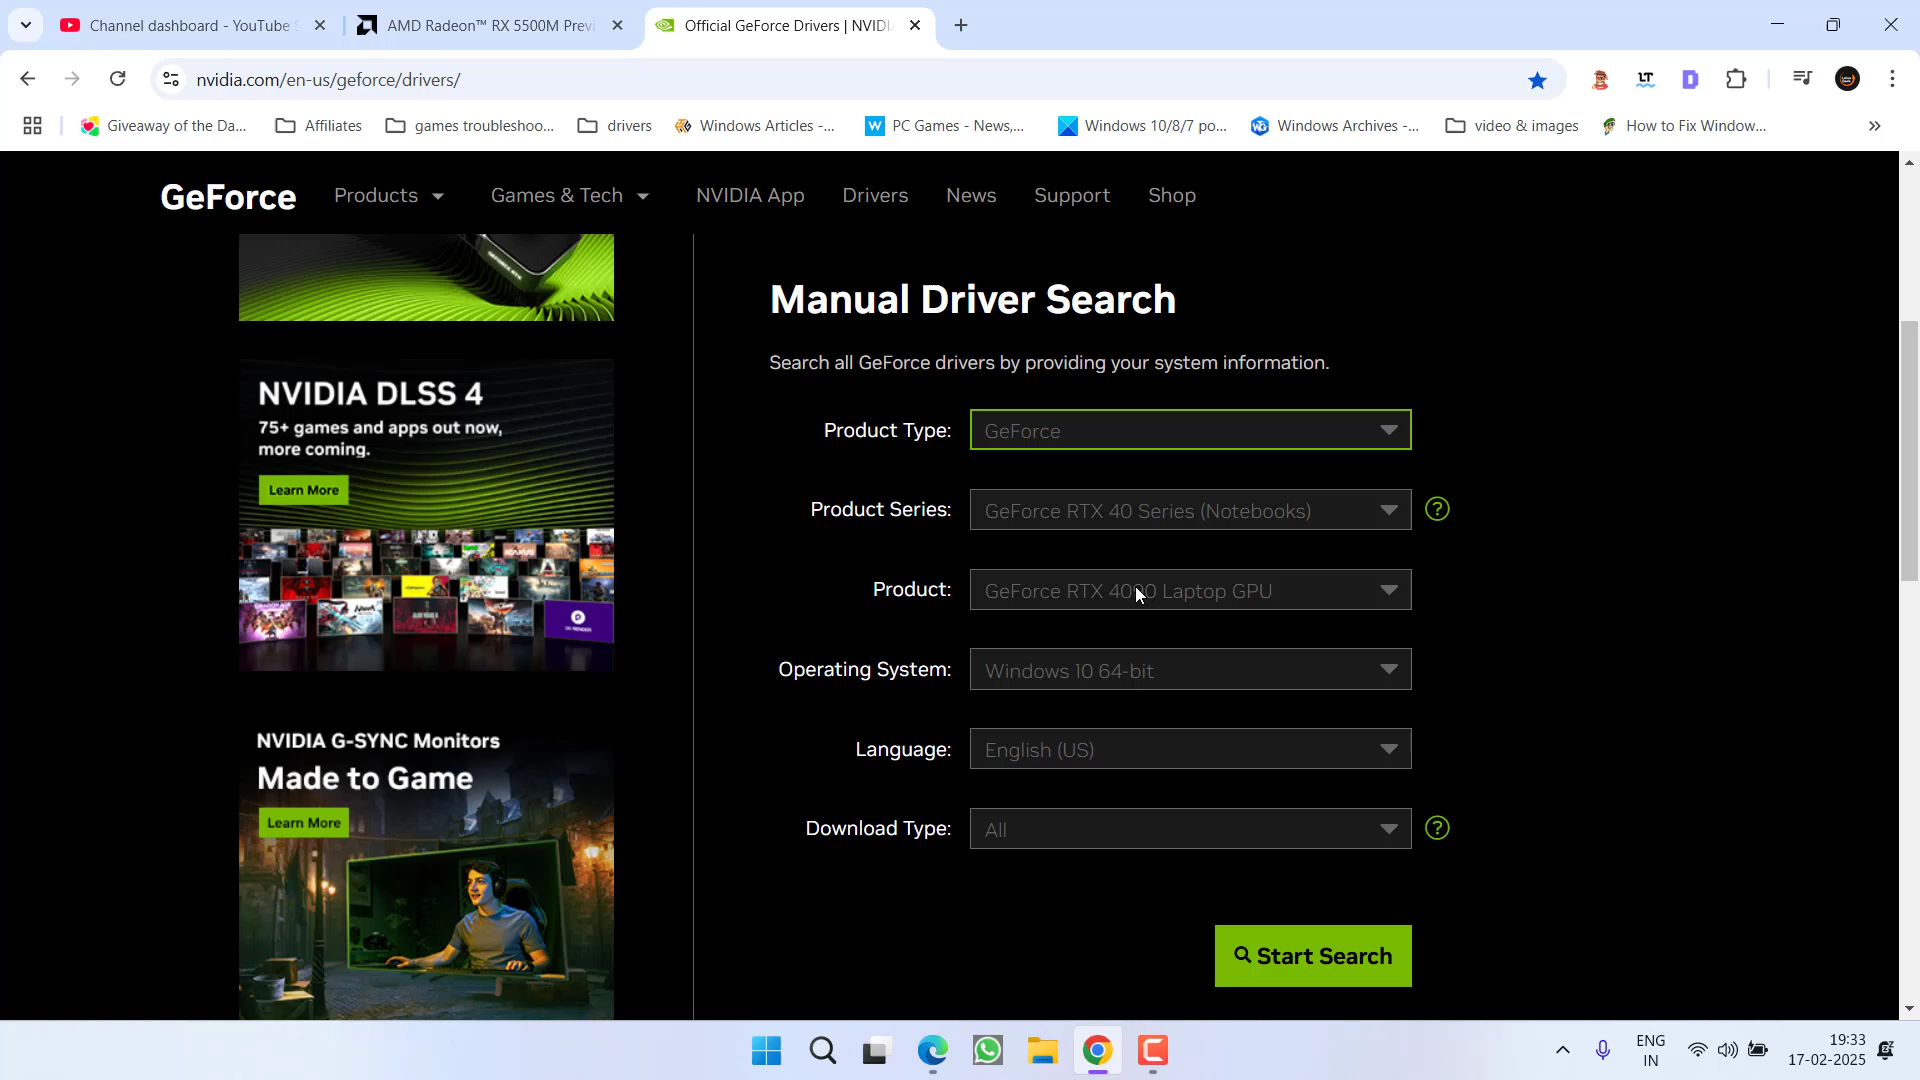 Channel dashboard - YouTube S
AMD Radeon™ RX 5500M Previ
Official GeForce Drivers | NVIDI
nvidia.com/en-us/geforce/drivers/
LT
Giveaway of the Da...
Affiliates
games troubleshoo...
drivers
Windows Articles -...
PC Games - News,...
Windows 10/8/7 po...
Windows Archives -...
video & images
How to Fix Window...
GeForce
Products
Games & Tech
NVIDIA App
Drivers
News
Support
Shop
NVIDIA DLSS 4
75+ games and apps out now,
more coming.
Learn More
NVIDIA G-SYNC Monitors
Made to Game
Learn More
Manual Driver Search
Search all GeForce drivers by providing your system information.
Product Type: GeForce
Product Series: GeForce RTX 40 Series (Notebooks) ?
Product: GeForce RTX 4090 Laptop GPU
Operating System: Windows 10 64-bit
Language: English (US)
Download Type: All ?
Start Search
ENG
IN
19:33
17-02-2025